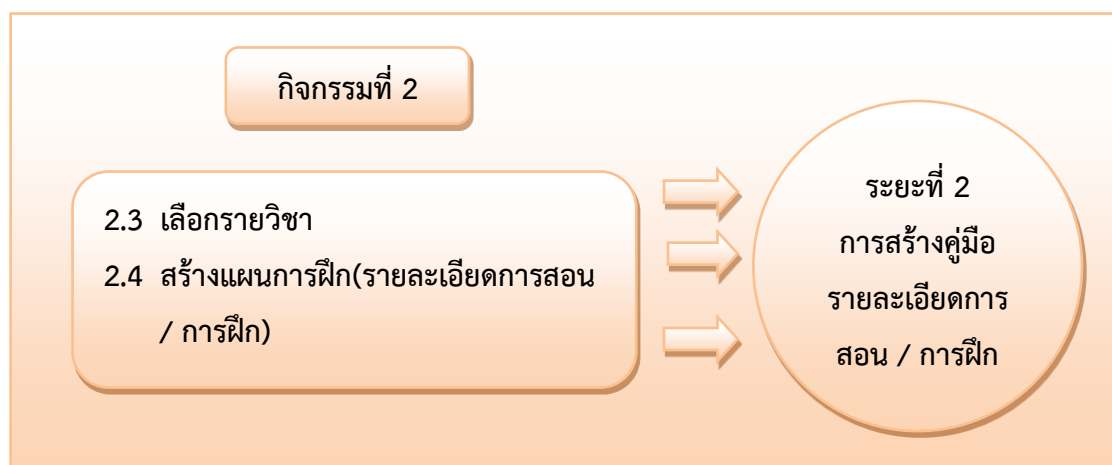 กิจกรรมที่ 2
2.3 เลือกรายวิชา
2.4 สร้างแผนการฝึก(รายละเอียดการสอน
/ การฝึก)
ระยะที่ 2
การสร้างคู่มือ
รายละเอียดการ
สอน / การฝึก